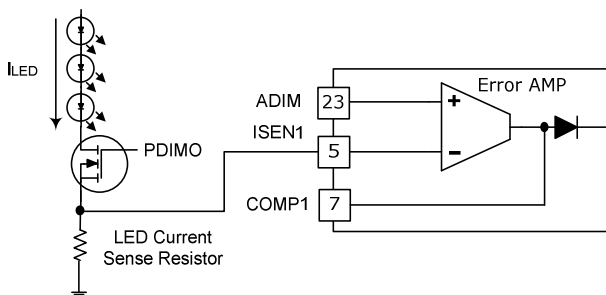 ILED
PDIMO
LED Current
Sense Resistor
ADIM
23
ISEN1
5
COMP1
7
Error AMP
+
–